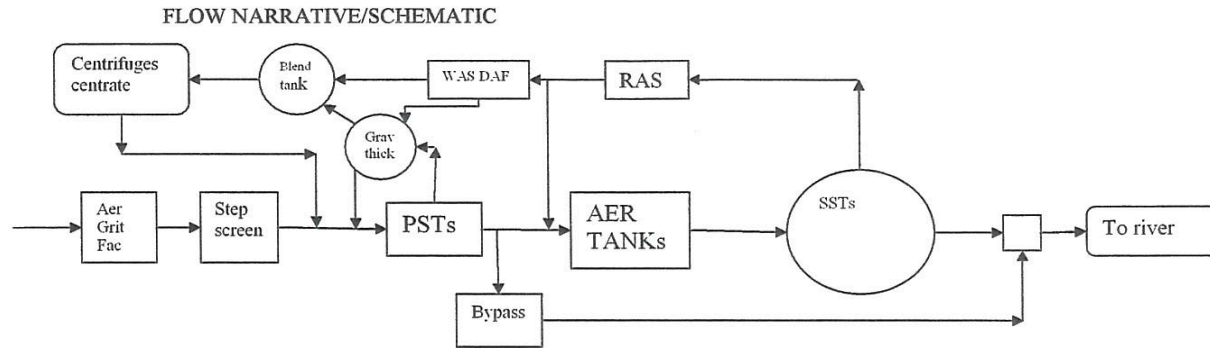 FLOW NARRATIVE/SCHEMATIC
Centrifuges
centrate
Blend
tank
WAS DAF
RAS
Grav
thick
Aer
Grit
Fac
Step
screen
PSTs
AER
TANKs
SSTs
To river
Bypass